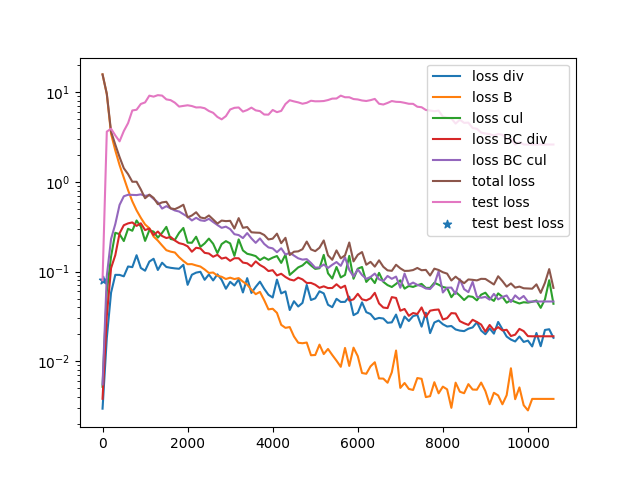 10¹
10⁰
10⁻¹
10⁻²
0
2000
4000
6000
8000
10000
loss div
loss B
loss cul
loss BC div
loss BC cul
total loss
test loss
test best loss